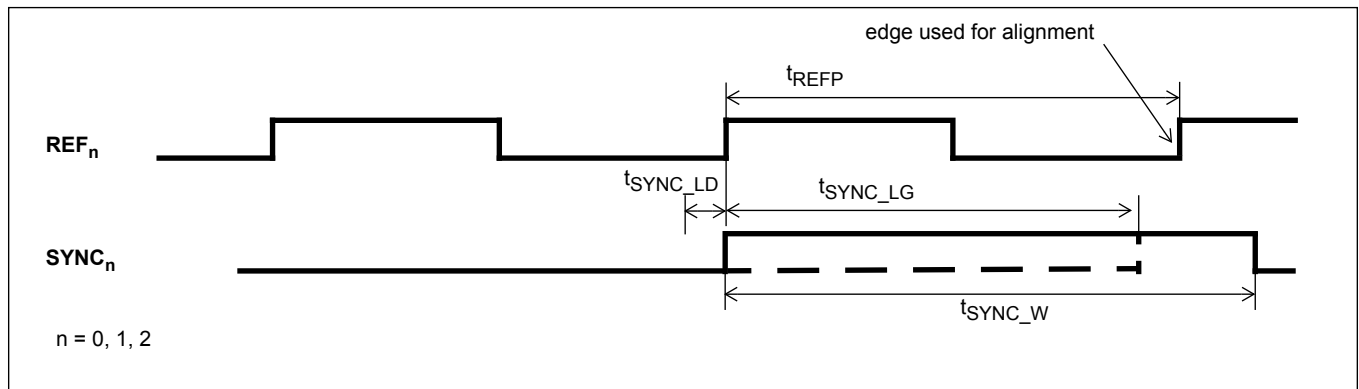 edge used for alignment
tREFP
REFn
tSYNC_LD
tSYNC_LG
SYNCn
tSYNC_W
n = 0, 1, 2